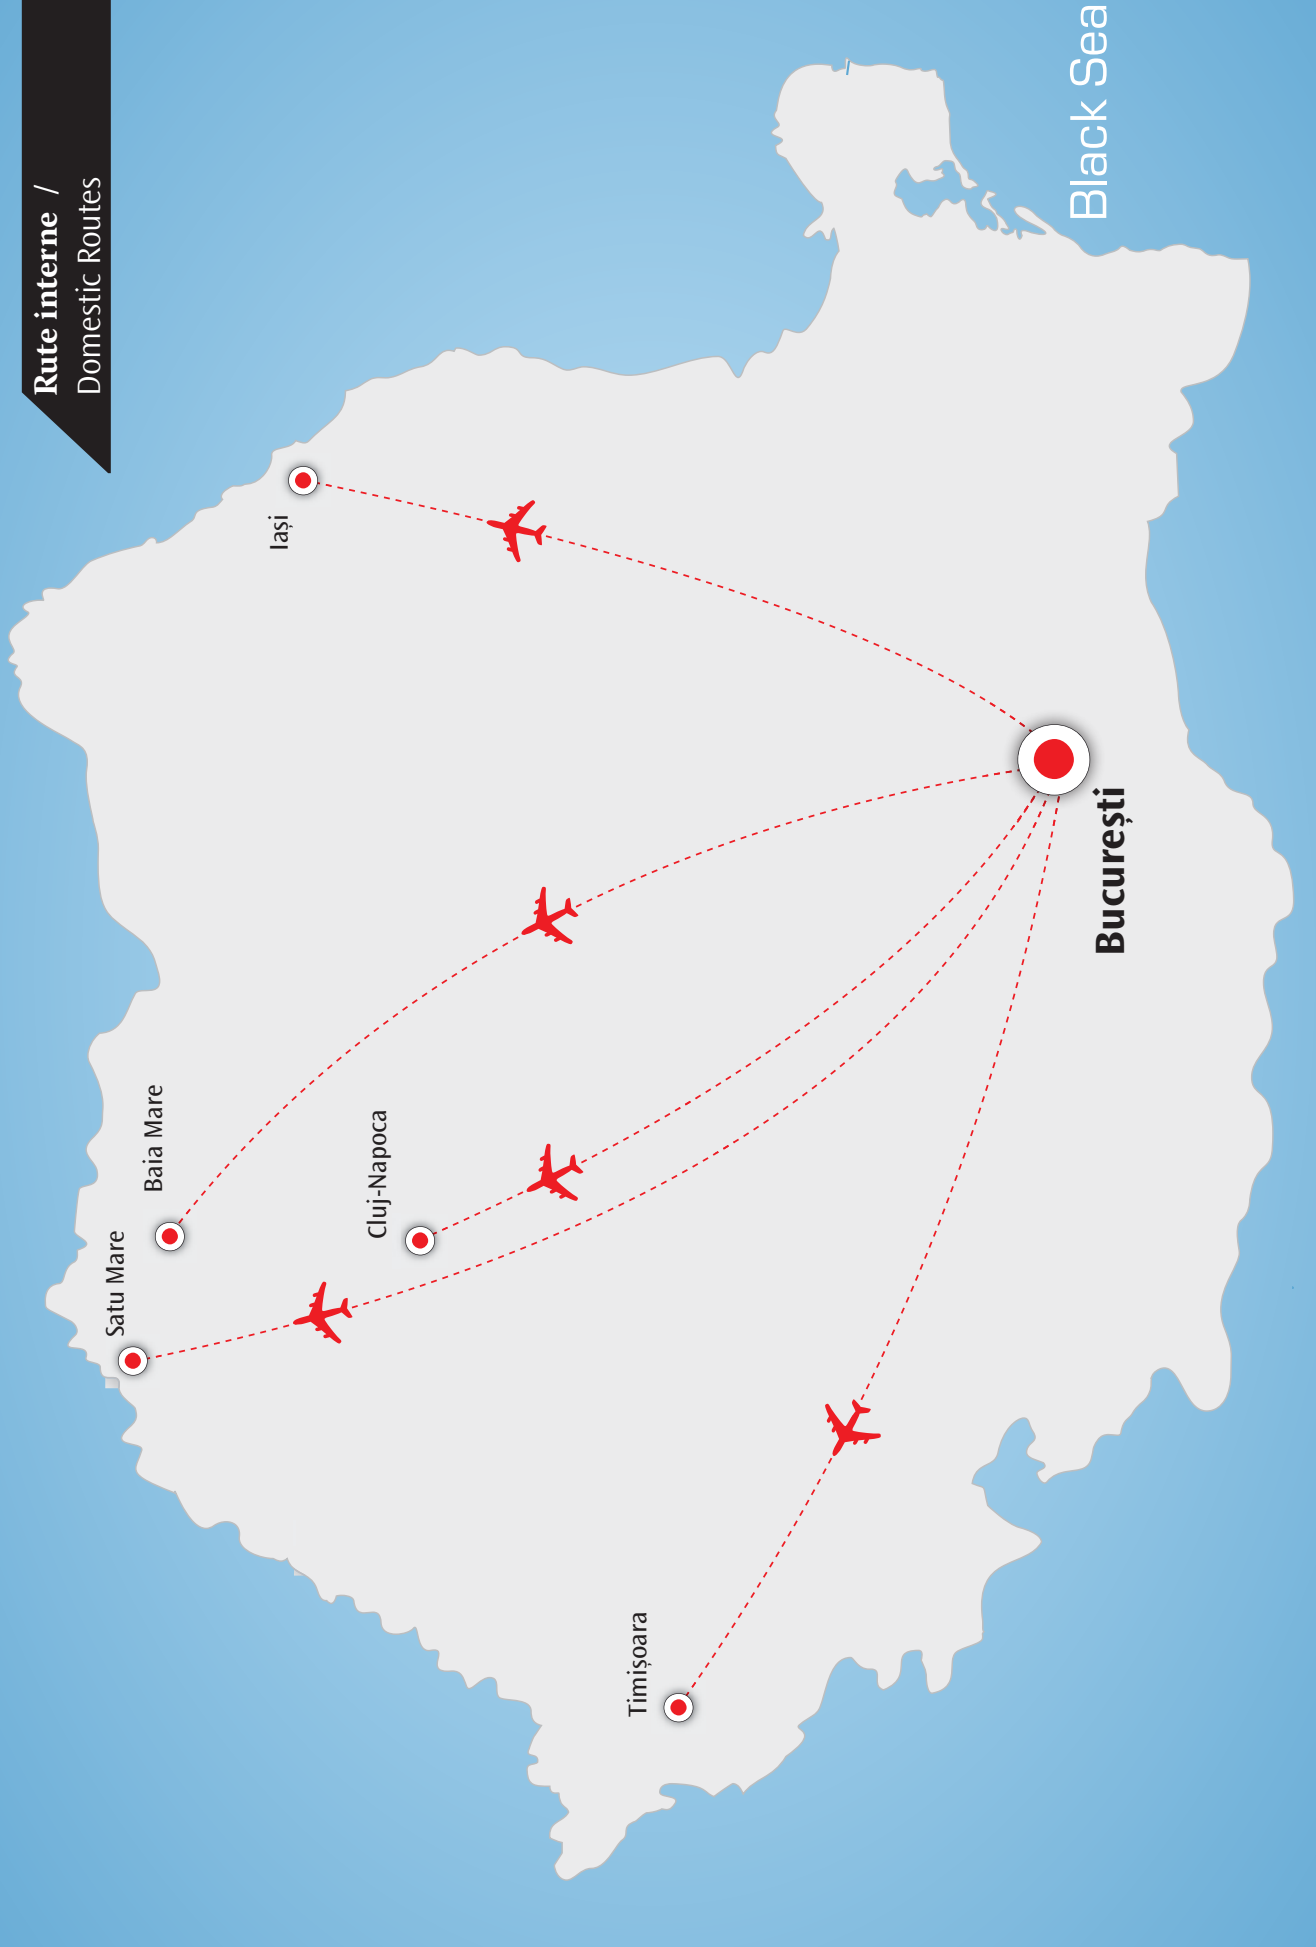 Rute interne /
Domestic Routes
Black Sea
Iași
Satu Mare
Baia Mare
Cluj-Napoca
Timișoara
București